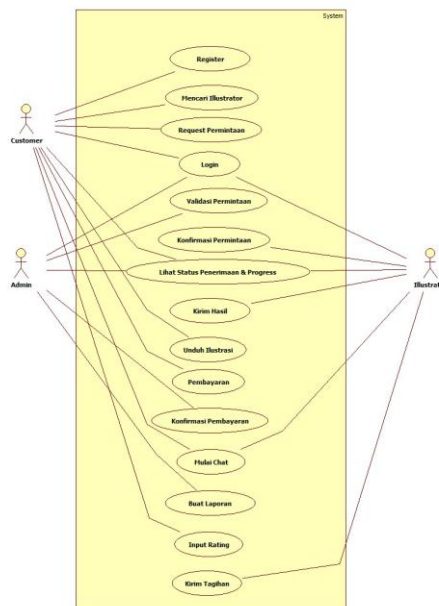 System
Register
Mencari Illustrator
Customer
Request Permintaan
Login
Validasi Permintaan
Konfirmasi Permintaan
Admin
Lihat Status Penerimaan & Progress
Illustrat
Kirim Hasil
Unduh Ilustrasi
Pembayaran
Konfirmasi Pembayaran
Mulai Chat
Buat Laporan
Input Rating
Kirim Tagihan